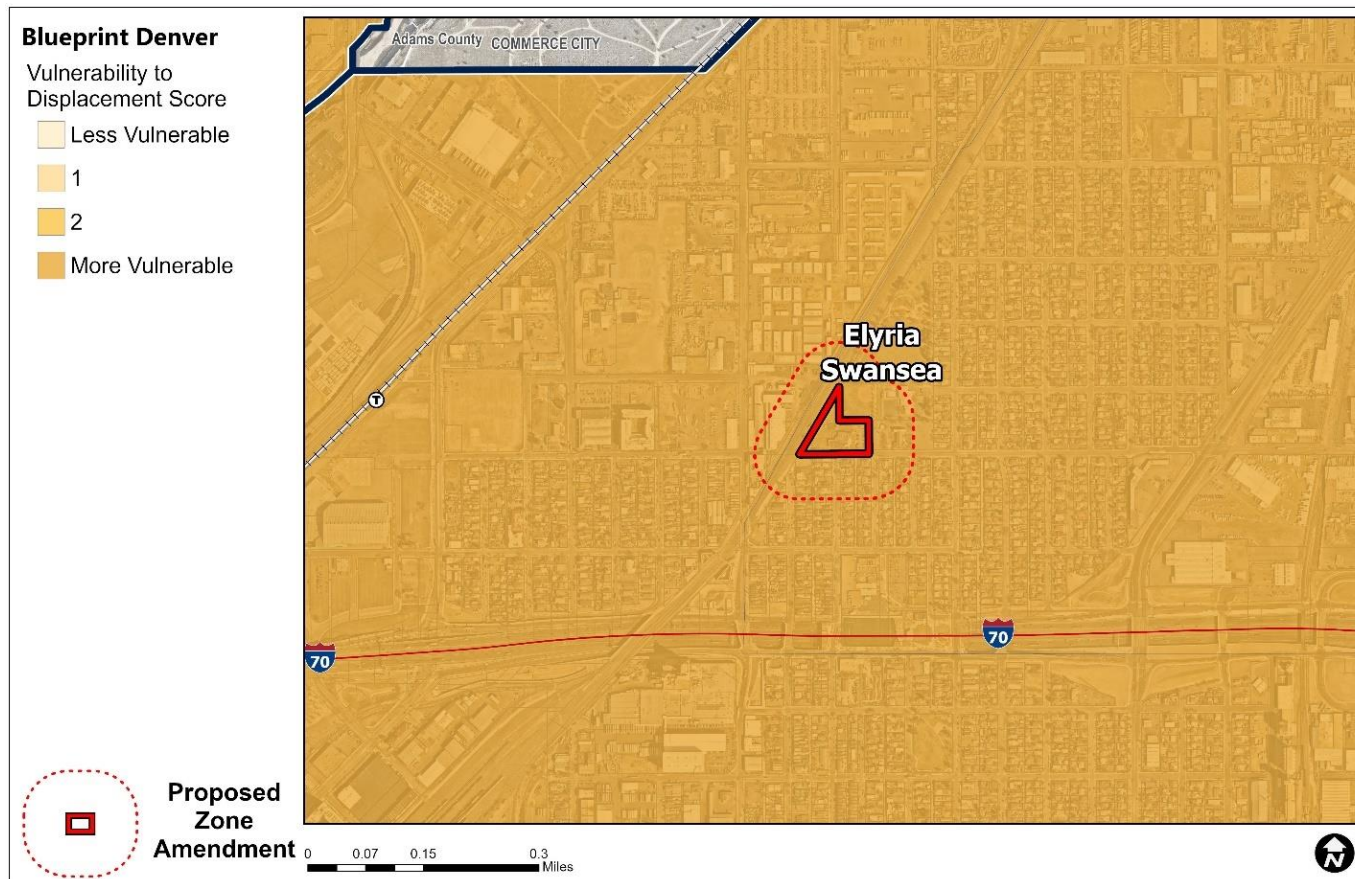 Blueprint Denver
Vulnerability to
Displacement Score
Less Vulnerable
1
2
More Vulnerable
Adams County
COMMERCE CITY
Elyria
Swansea
T
70
70
Proposed
Zone
Amendment
0 0.07 0.15 0.3
Miles
N